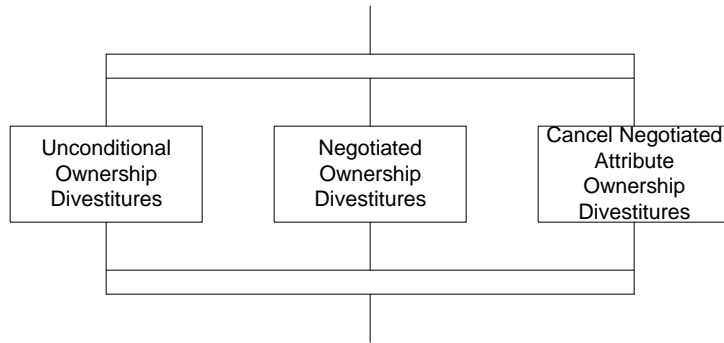 Unconditional
Ownership
Divestitures
Negotiated
Ownership
Divestitures
Cancel Negotiated
Attribute
Ownership
Divestitures